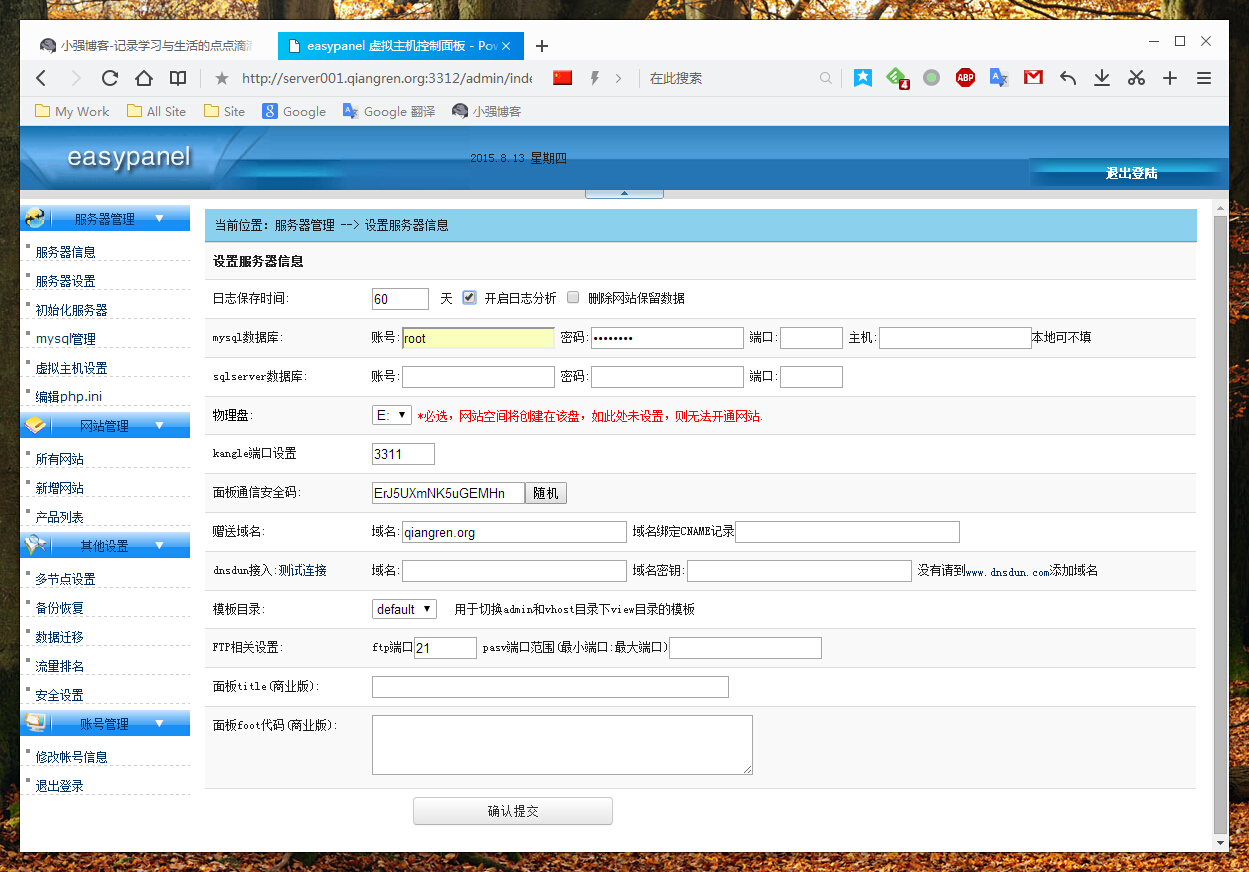 小强博客-记录学习与生活的点点滴
easypanel 虚拟主机控制面板 - Pov
http://server001.qiangren.org:3312/admin/inde
在此搜索
4
ABP
My Work
All Site
Site
Google
Google 翻译
小强博客
easypanel
2015.8.13 星期四
退出登陆
服务器管理
服务器信息
服务器设置
初始化服务器
mysql管理
虚拟主机设置
编辑php.ini
网站管理
所有网站
新增网站
产品列表
其他设置
多节点设置
备份恢复
数据迁移
流量排名
安全设置
账号管理
修改帐号信息
退出登录
当前位置: 服务器管理 --> 设置服务器信息
设置服务器信息
日志保存时间: 60 天 开启日志分析 删除网站保留数据
mysql数据库: 账号: root 密码: •••••••• 端口: 主机: 本地可不填
sqlserver数据库: 账号: 密码: 端口:
物理盘: E: *必选，网站空间将创建在该盘，如此处未设置，则无法开通网站.
kangle端口设置 3311
面板通信安全码: ErJ5UXmNK5uGEMHn 随机
赠送域名: 域名: qiangren.org 域名绑定CNAME记录
dnsdun接入:测试连接 域名: 域名密钥: 没有请到www.dnsdun.com添加域名
模板目录: default 用于切换admin和vhost目录下view目录的模板
FTP相关设置: ftp端口 21 pasv端口范围(最小端口:最大端口)
面板title(商业版):
面板foot代码(商业版):
确认提交